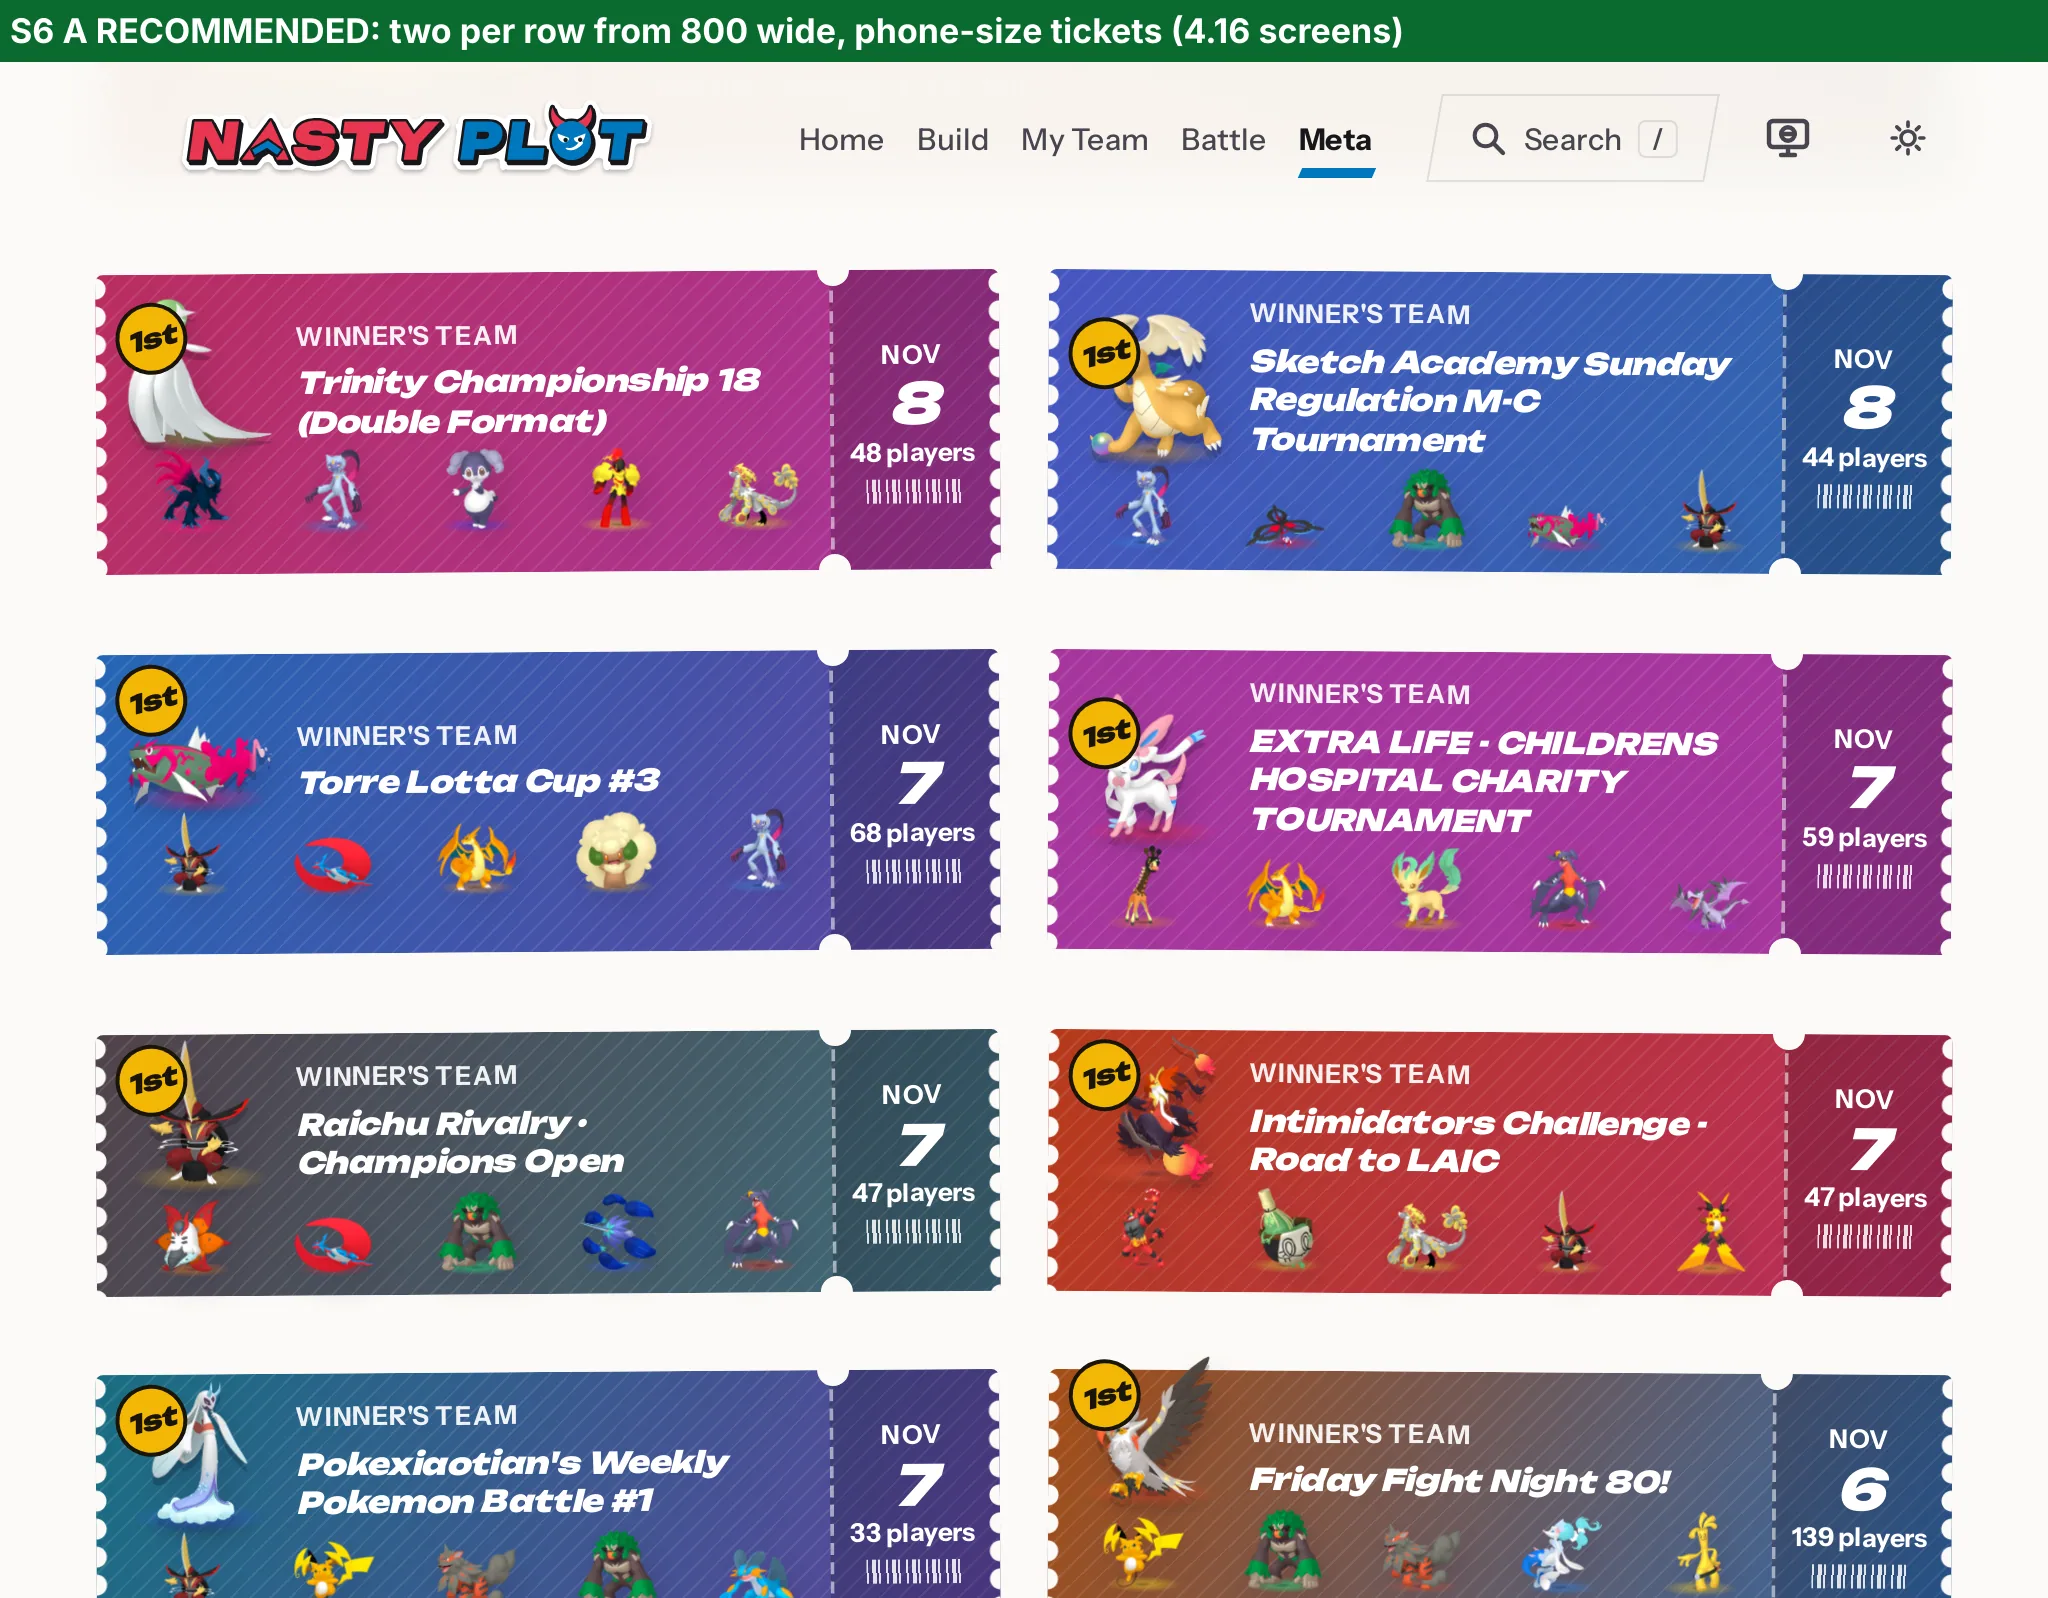 S6 A RECOMMENDED: two per row from 800 wide, phone-size tickets (4.16 screens)
NASTY PLOT
Home Build My Team Battle Meta Search /
1st
WINNER'S TEAM
Trinity Championship 18
(Double Format)
NOV
8
48 players
1st
WINNER'S TEAM
Sketch Academy Sunday
Regulation M-C
Tournament
NOV
8
44 players
1st
WINNER'S TEAM
Torre Lotta Cup #3
NOV
7
68 players
1st
WINNER'S TEAM
EXTRA LIFE - CHILDRENS
HOSPITAL CHARITY
TOURNAMENT
NOV
7
59 players
1st
WINNER'S TEAM
Raichu Rivalry •
Champions Open
NOV
7
47 players
1st
WINNER'S TEAM
Intimidators Challenge -
Road to LAIC
NOV
7
47 players
1st
WINNER'S TEAM
Pokexiaotian's Weekly
Pokemon Battle #1
NOV
7
33 players
1st
WINNER'S TEAM
Friday Fight Night 80!
NOV
6
139 players